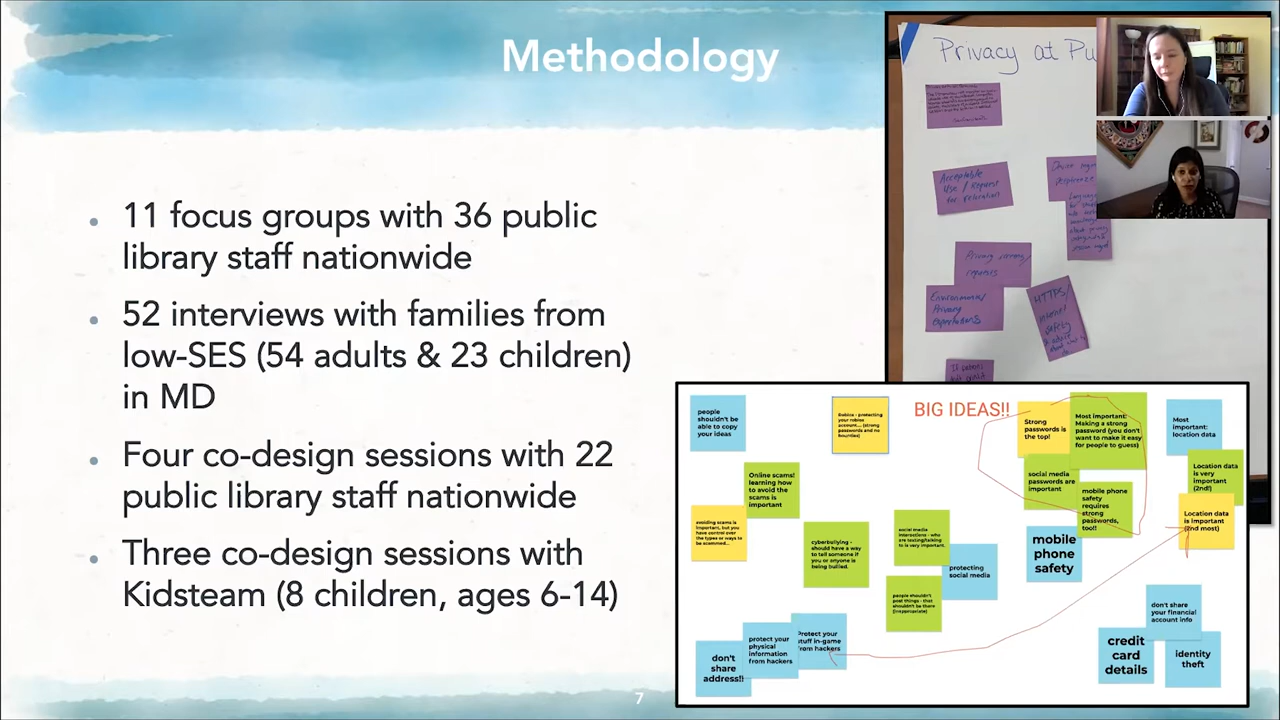 Methodology
11 focus groups with 36 public
library staff nationwide
52 interviews with families from
low-SES (54 adults & 23 children)
in MD
Four co-design sessions with 22
public library staff nationwide
Three co-design sessions with
Kidsteam (8 children, ages 6-14)
7
Privacy at Pu
Acceptable
Use / Request
for relocation
Privacy
Environmental
Privacy
Expectations
HTTPS/
internet
safety
BIG IDEAS!!
people
shouldn't be
able to copy
your ideas
Roblox - protecting your
roblox
account... (strong
passwords and no
bounties)
Strong
passwords is
the top!
Most important:
Making a strong
password (you don't
want to make it easy
for people to guess)
Most
important:
location data
Online scams!
learning how
to avoid the
scams is
important
social media
passwords are
important
Location data
is very
important
(2nd!)
mobile phone
safety
requires
strong
passwords,
too!!
Location data
is important
(2nd most)
avoiding scams is
important, but you
have control over
the types or ways to
be scammed...
cyberbullying -
should have a way
to tell someone if
you or anyone is
being bullied.
social media
interactions - who
are texting/talking
to is very important.
mobile
phone
safety
protecting
social media
people shouldn't
post things - that
shouldn't be there
(inappropriate)
don't share
your financial
account info
Protect your
stuff in-game
from hackers
protect your
physical
information
from hackers
don't
share
address!!
credit
card
details
identity
theft